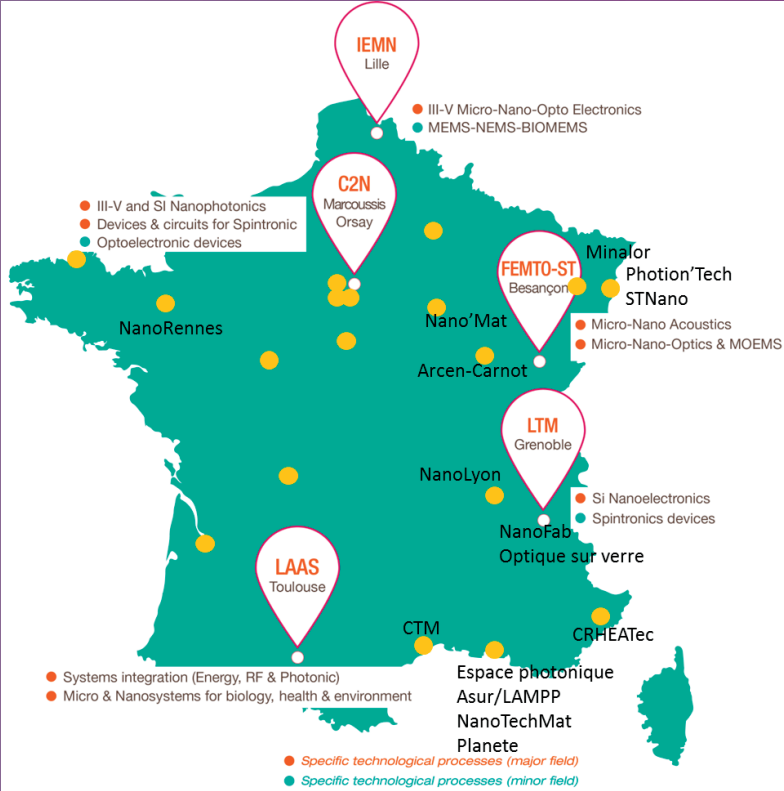 IEMN
Lille
III-V Micro-Nano-Opto Electronics
MEMS-NEMS-BIOMEMS
C2N
Marcoussis
Orsay
III-V and SI Nanophotonics
Devices & circuits for Spintronic
Optoelectronic devices
Minalor
FEMTO-ST
Besançon
Photion'Tech
STNano
NanoRennes
Nano'Mat
Micro-Nano Acoustics
Micro-Nano-Optics & MOEMS
Arcen-Carnot
LTM
Grenoble
NanoLyon
Si Nanoelectronics
Spintronics devices
NanoFab
Optique sur verre
LAAS
Toulouse
CTM
CRHEATec
Systems integration (Energy, RF & Photonic)
Micro & Nanosystems for biology, health & environment
Espace photonique
Asur/LAMPP
NanoTechMat
Planete
Specific technological processes (major field)
Specific technological processes (minor field)